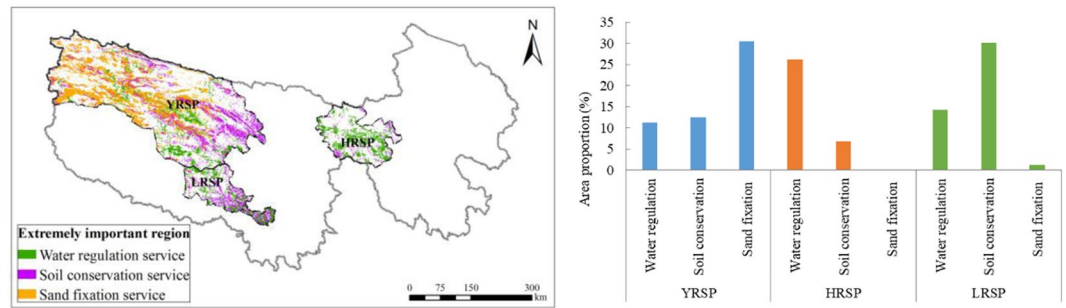 N
YRSP
HRSP
LRSP
Extremely important region
Water regulation service
Soil conservation service
Sand fixation service
0 75 150 300
km
Area proportion (%)
35
30
25
20
15
10
5
0
Water regulation
Soil conservation
Sand fixation
Water regulation
Soil conservation
Sand fixation
Water regulation
Soil conservation
Sand fixation
YRSP
HRSP
LRSP